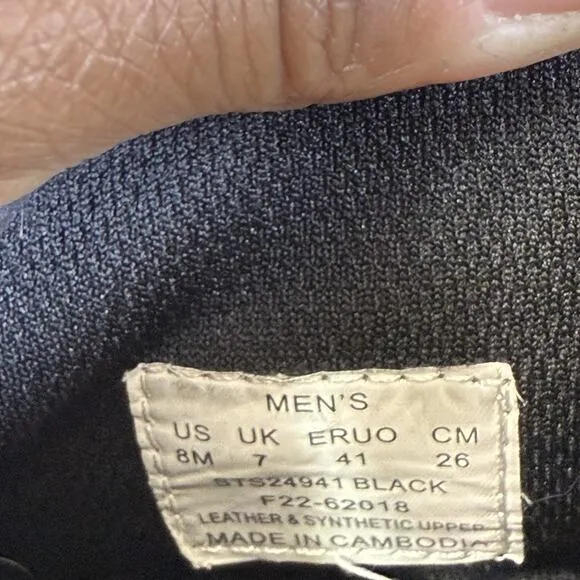 MEN'S
US UK ERUO CM
8M 7 41 26
STS24941 BLACK
F22-62018
LEATHER & SYNTHETIC UPPER
MADE IN CAMBODIA